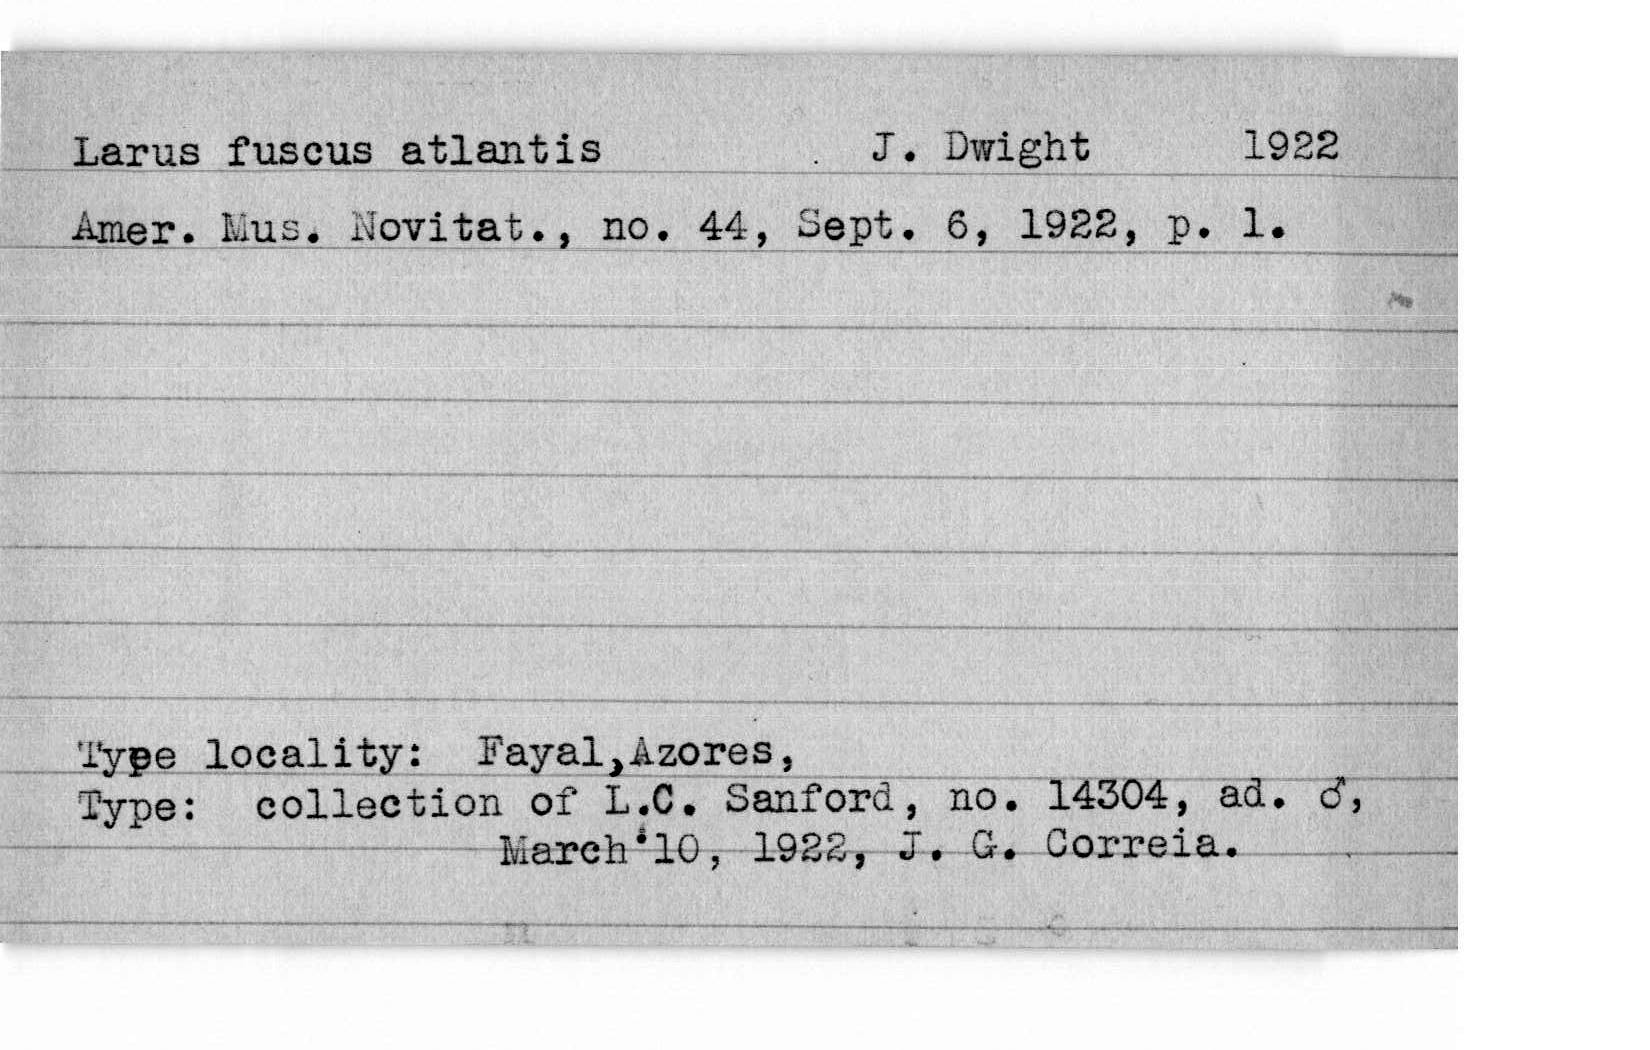 Larus fuscus atlantis J. Dwight 1922
Amer. Mus. Novitat., no. 44, Sept. 6, 1922, p. 1.
Type locality: Fayal,Azores,
Type: collection of L.C. Sanford, no. 14304, ad. ♂,
March 10, 1922, J. G. Correia.